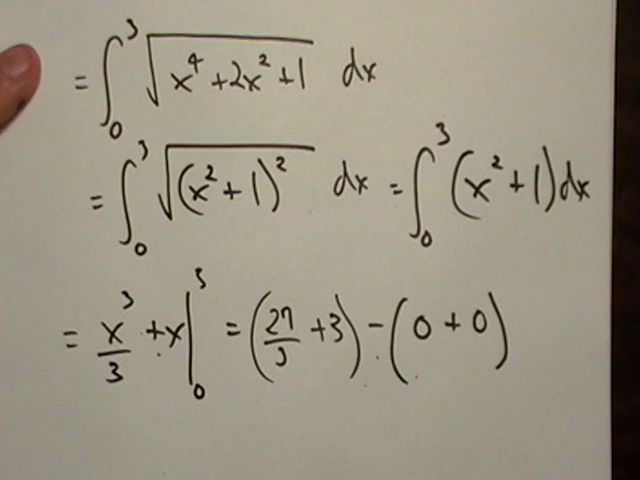 = ∫₀³ √(x⁴ + 2x² + 1) dx
= ∫₀³ √((x² + 1)²) dx = ∫₀³ (x² + 1) dx
= x³/3 + x |₀³ = (27/3 + 3) - (0 + 0)